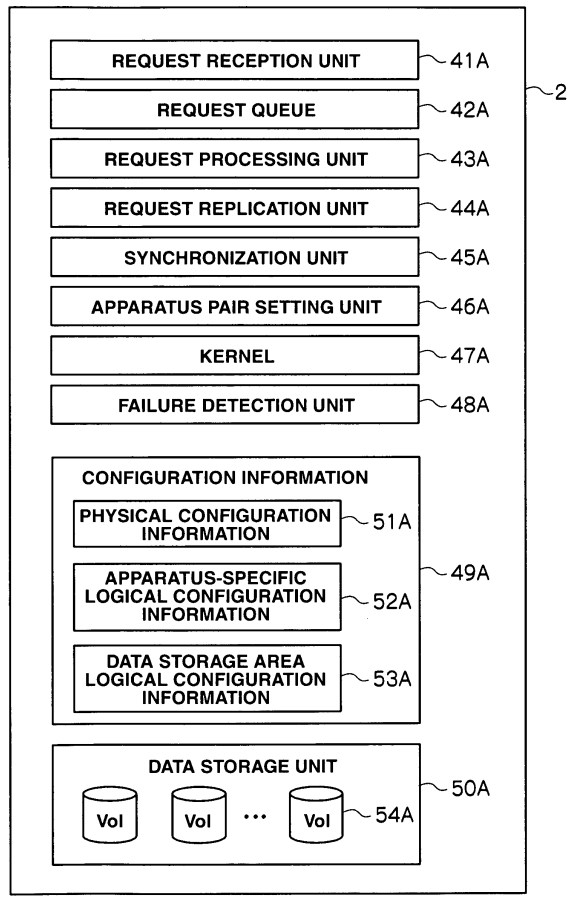 REQUEST RECEPTION UNIT 41A
2
REQUEST QUEUE 42A
REQUEST PROCESSING UNIT 43A
REQUEST REPLICATION UNIT 44A
SYNCHRONIZATION UNIT 45A
APPARATUS PAIR SETTING UNIT 46A
KERNEL 47A
FAILURE DETECTION UNIT 48A
CONFIGURATION INFORMATION
PHYSICAL CONFIGURATION
INFORMATION
51A
APPARATUS-SPECIFIC
LOGICAL CONFIGURATION
INFORMATION
52A
49A
DATA STORAGE AREA
LOGICAL CONFIGURATION
INFORMATION
53A
DATA STORAGE UNIT
50A
Vol Vol ... Vol 54A